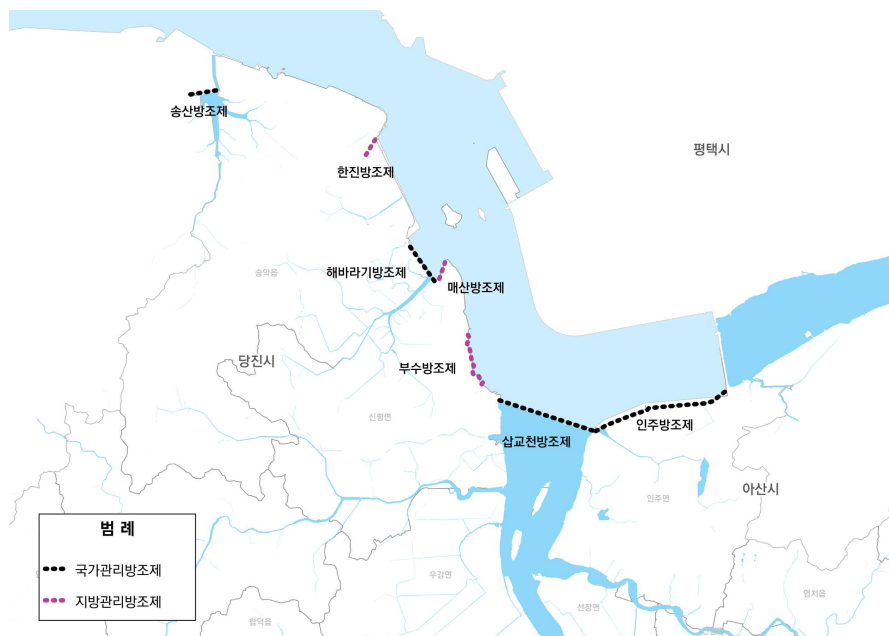 송산방조제
한진방조제
평택시
송악읍
해바라기방조제
매산방조제
당진시
부수방조제
신평면
삽교천방조제
인주방조제
아산시
인주면
범 례
국가관리방조제
지방관리방조제
우강면
합덕읍
선장면
염치읍